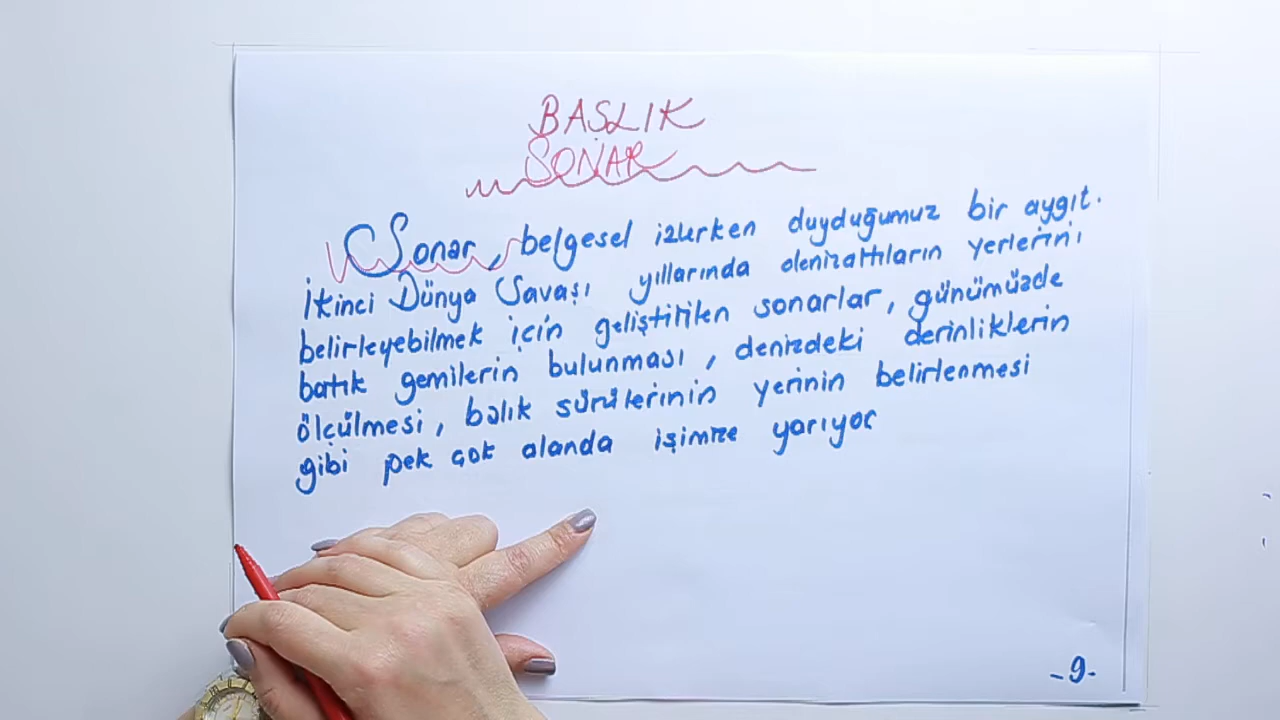 BAŞLIK
SONAR
Sonar, belgesel izlerken duyduğumuz bir aygıt.
İkinci Dünya Savaşı yıllarında denizaltıların yerlerini
belirleyebilmek için geliştirilen sonarlar, günümüzde
batık gemilerin bulunması, denizdeki derinliklerin
ölçülmesi, balık sürülerinin yerinin belirlenmesi
gibi pek çok alanda işimize yarıyor
-9-